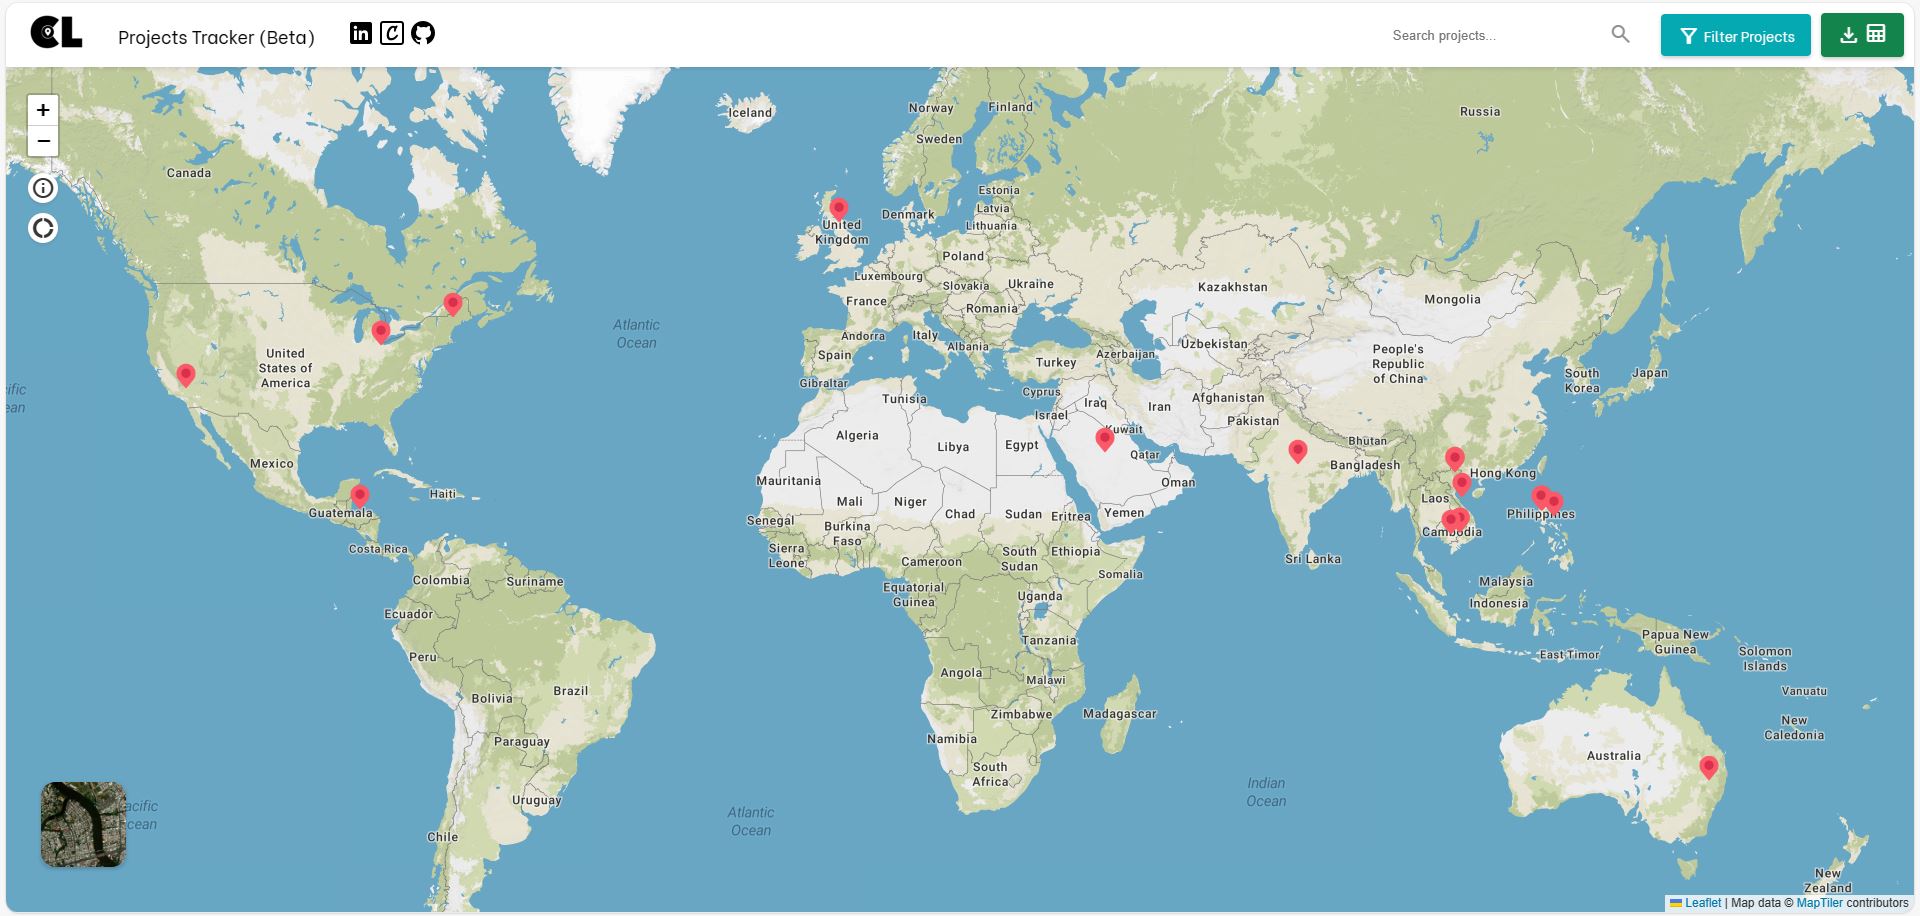 CL
Projects Tracker (Beta)
in
Search projects...
Filter Projects
+
−
Iceland
Norway
Finland
Sweden
Russia
Canada
Estonia
Latvia
Lithuania
Denmark
United
Kingdom
Poland
Luxembourg
Slovakia
Ukraine
Kazakhstan
Mongolia
France
Romania
Atlantic
Ocean
Andorra
Italy
Albania
Uzbekistan
Azerbaijan
People's
Republic
of China
United
States of
America
Spain
Turkey
South
Korea
Japan
Gibraltar
Tunisia
Cyprus
Iraq
Iran
Afghanistan
cific
ean
Israel
Kuwait
Pakistan
Algeria
Libya
Egypt
Bhutan
Mexico
Qatar
Bangladesh
Hong Kong
Mauritania
Oman
Haiti
Mali
Niger
Chad
Sudan
Eritrea
Yemen
Laos
Guatemala
Senegal
Burkina
Faso
Philippines
Cambodia
Costa Rica
Sierra
Leone
Cameroon
South
Sudan
Ethiopia
Sri Lanka
Colombia
Suriname
Somalia
Malaysia
Equatorial
Guinea
Uganda
Indonesia
Ecuador
Tanzania
Papua New
Guinea
Peru
East Timor
Solomon
Islands
Angola
Malawi
Brazil
Bolivia
Vanuatu
Zimbabwe
Madagascar
New
Caledonia
Paraguay
Namibia
Australia
South
Africa
Indian
Ocean
Uruguay
acific
cean
Atlantic
Ocean
Chile
New
Zealand
Leaflet | Map data © MapTiler contributors